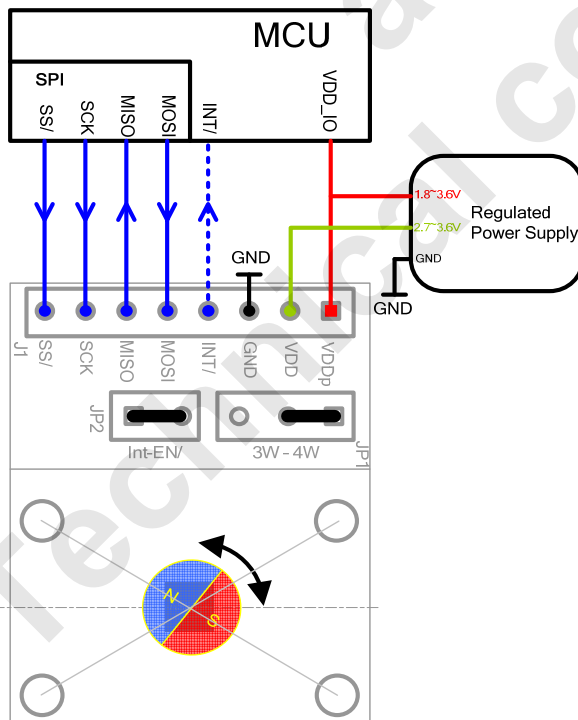 MCU
SPI
SS/
SCK
MISO
MOSI
INT/
VDD_IO
1.8~3.6V
2.7~3.6V
GND
Regulated
Power Supply
GND
GND
J1
SS/
SCK
MISO
MOSI
INT/
GND
VDD
VDDp
JP2
Int-EN/
3W - 4W
JP1
N
S
Technical